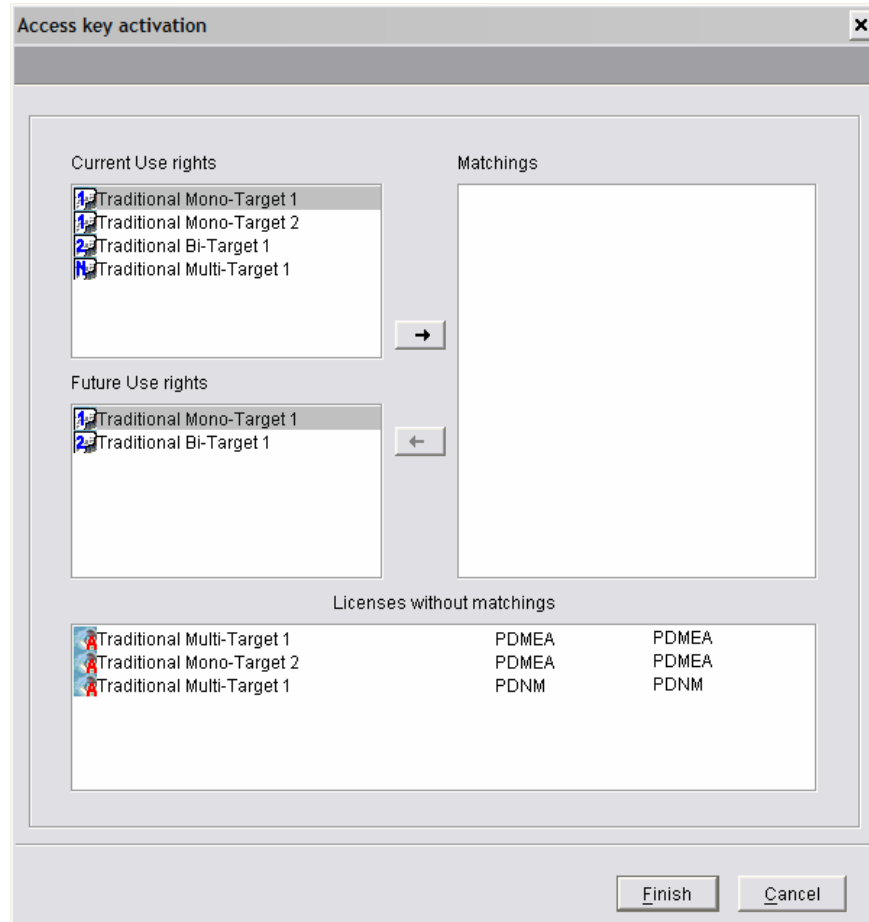 Access key activation
Current Use rights
Traditional Mono-Target 1
Traditional Mono-Target 2
Traditional Bi-Target 1
Traditional Multi-Target 1
Matchings
Future Use rights
Traditional Mono-Target 1
Traditional Bi-Target 1
Licenses without matchings
Traditional Multi-Target 1 PDMEA PDMEA
Traditional Mono-Target 2 PDMEA PDMEA
Traditional Multi-Target 1 PDNM PDNM
Finish Cancel